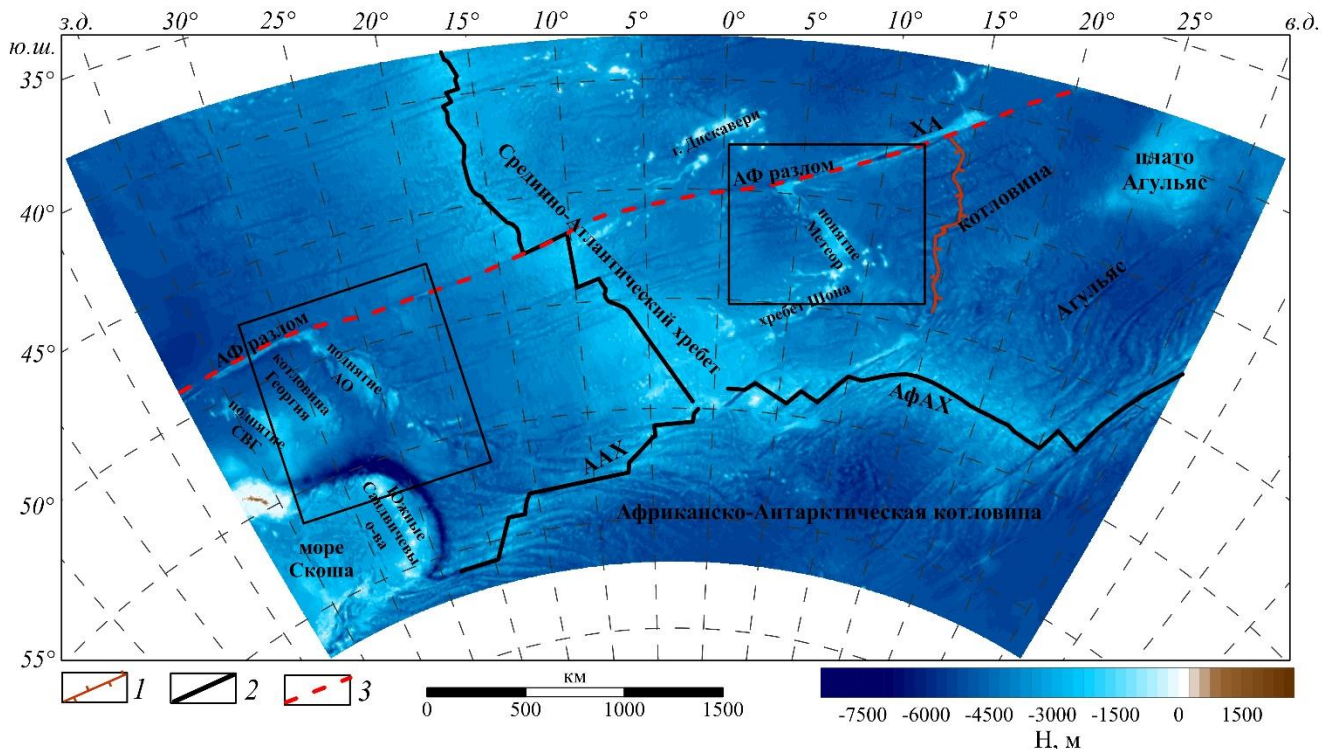 з.д. 30° 20° 10° 5° 0° 5° 10° 15° 20° 25° в.д.
ю.ш.
35°
40°
45°
50°
55°
15°
г. Дискавери
ХА
АФ разлом
плато
Агульяс
котловина
Агульяс
поднятие
Метеор
хребет Шона
Срединно-Атлантический хребет
АФ разлом
поднятие
АО
котловина
Георгия
поднятие
СВГ
АфАХ
ААХ
Южные
Сандвичевы
о-ва
Африканско-Антарктическая котловина
море
Скоша
1 2 3
км
0 500 1000 1500
-7500 -6000 -4500 -3000 -1500 0 1500
Н, м